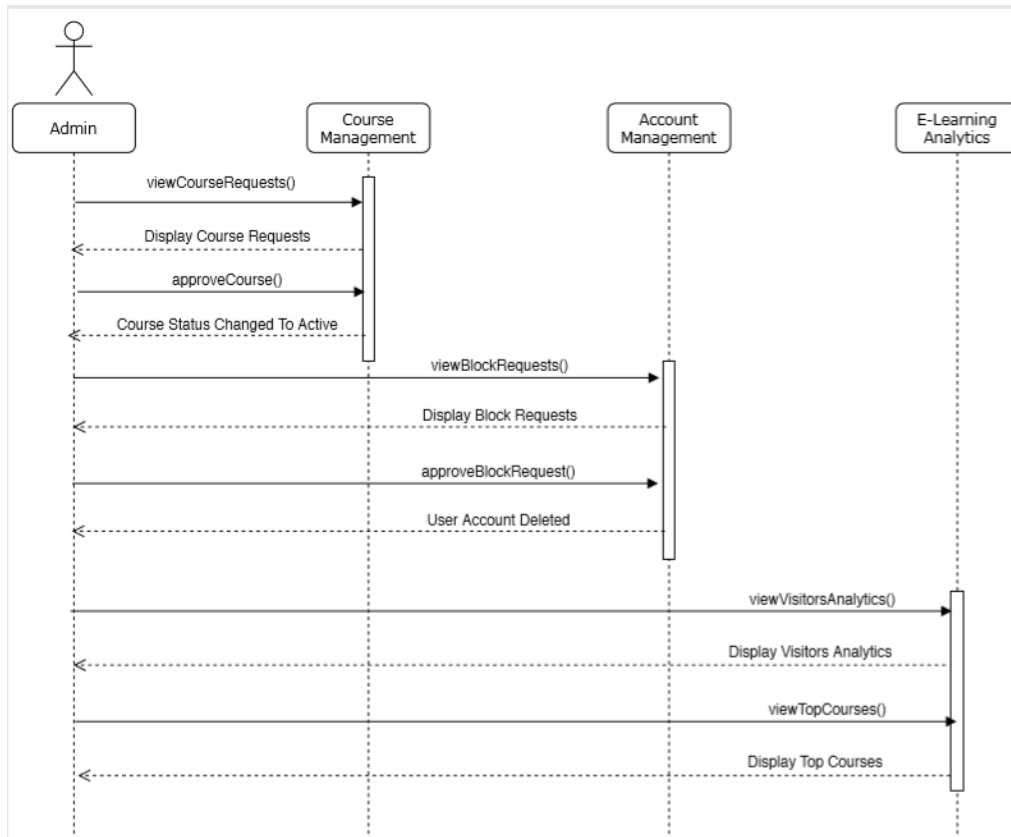 Admin
Course
Management
Account
Management
E-Learning
Analytics
viewCourseRequests()
Display Course Requests
approveCourse()
Course Status Changed To Active
viewBlockRequests()
Display Block Requests
approveBlockRequest()
User Account Deleted
viewVisitorsAnalytics()
Display Visitors Analytics
viewTopCourses()
Display Top Courses